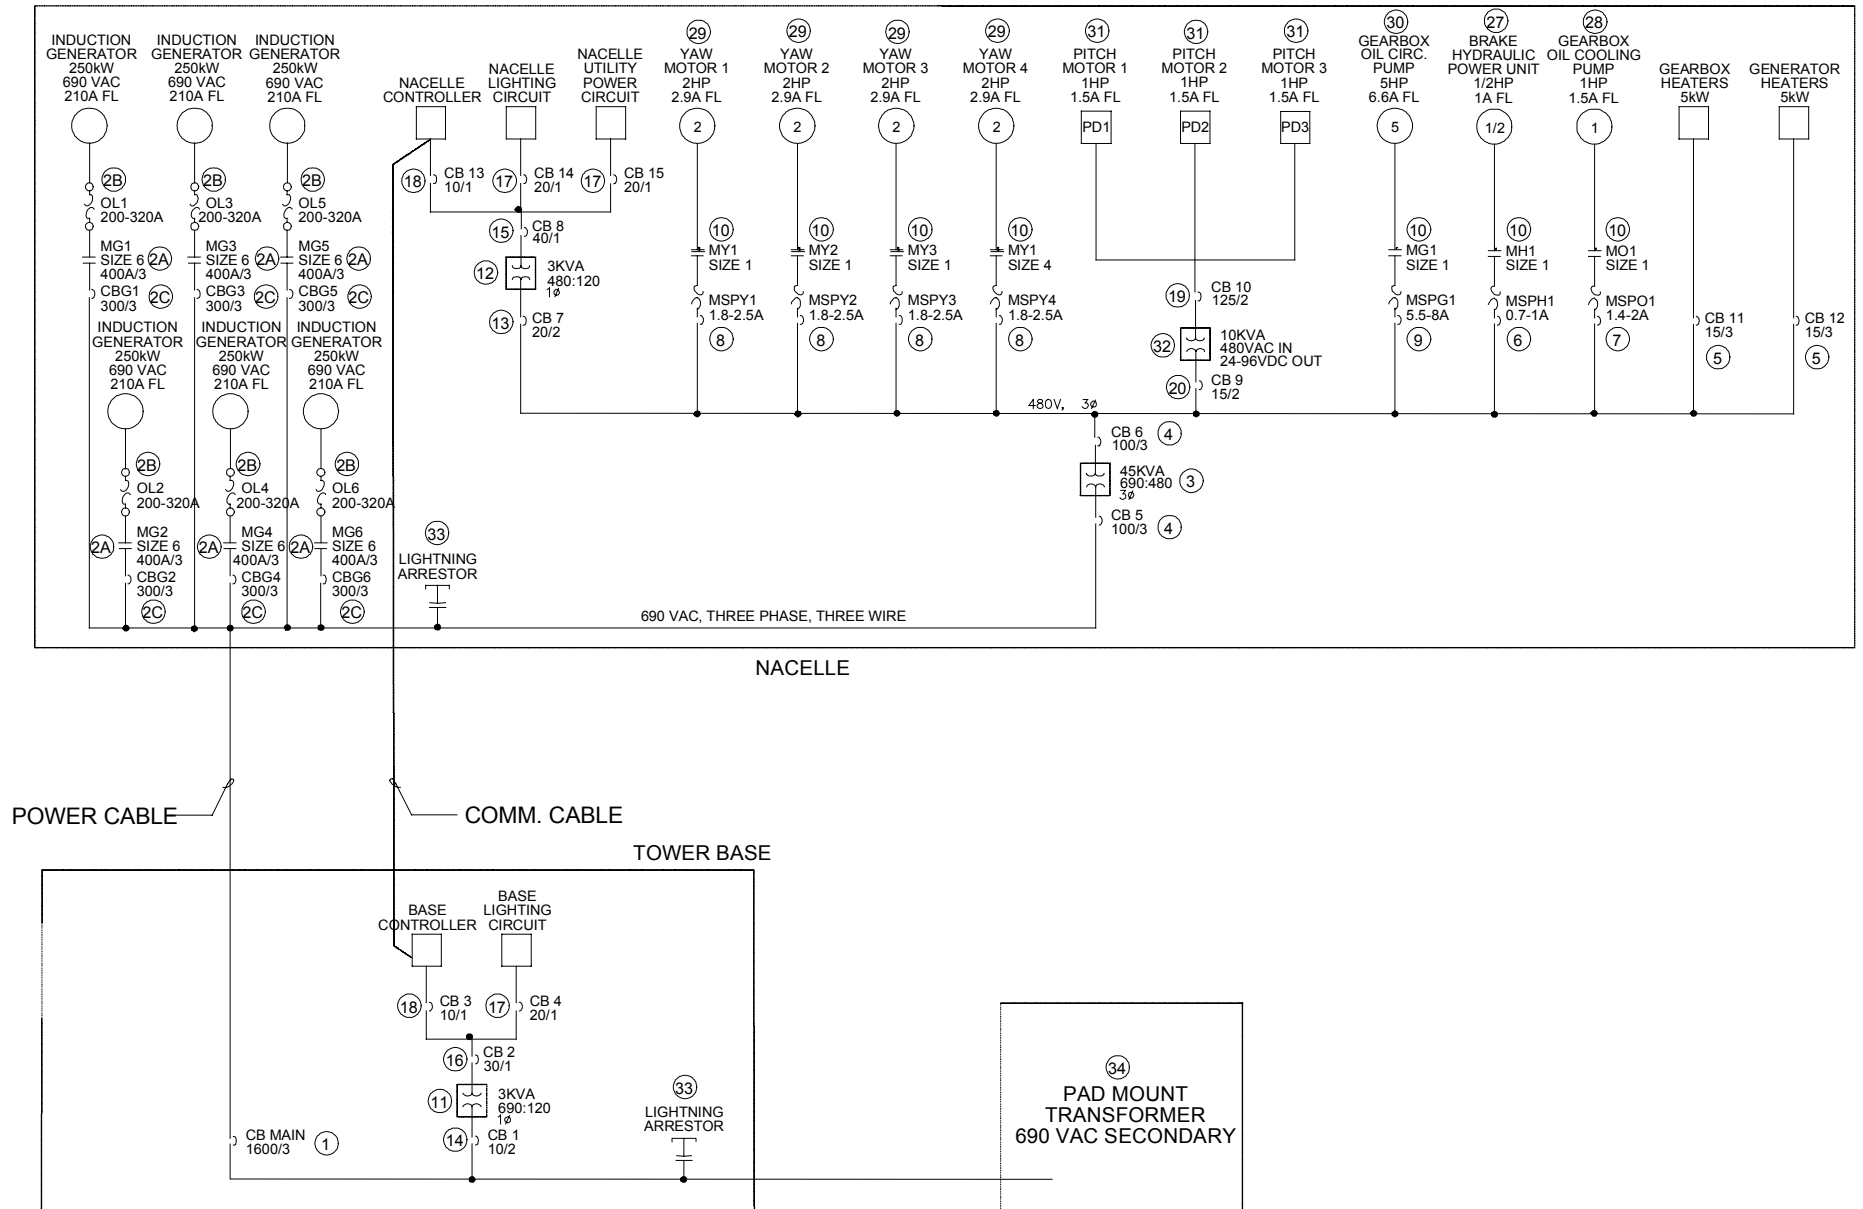 INDUCTION
GENERATOR
250kW
690 VAC
210A FL
INDUCTION
GENERATOR
250kW
690 VAC
210A FL
INDUCTION
GENERATOR
250kW
690 VAC
210A FL
NACELLE
CONTROLLER
NACELLE
LIGHTING
CIRCUIT
NACELLE
UTILITY
POWER
CIRCUIT
29
YAW
MOTOR 1
2HP
2.9A FL
2
29
YAW
MOTOR 2
2HP
2.9A FL
2
29
YAW
MOTOR 3
2HP
2.9A FL
2
29
YAW
MOTOR 4
2HP
2.9A FL
2
31
PITCH
MOTOR 1
1HP
1.5A FL
PD1
31
PITCH
MOTOR 2
1HP
1.5A FL
PD2
31
PITCH
MOTOR 3
1HP
1.5A FL
PD3
30
GEARBOX
OIL CIRC.
PUMP
5HP
6.6A FL
5
27
BRAKE
HYDRAULIC
POWER UNIT
1/2HP
1A FL
1/2
28
GEARBOX
OIL COOLING
PUMP
1HP
1.5A FL
1
GEARBOX
HEATERS
5kW
GENERATOR
HEATERS
5kW
2B
OL1
200-320A
MG1
SIZE 6
400A/3
2A
CBG1
300/3
2C
2B
OL3
200-320A
MG3
SIZE 6
400A/3
2A
CBG3
300/3
2C
2B
OL5
200-320A
MG5
SIZE 6
400A/3
2A
CBG5
300/3
2C
18
CB 13
10/1
17
CB 14
20/1
17
CB 15
20/1
15
CB 8
40/1
12
3KVA
480:120
1ø
13
CB 7
20/2
10
MY1
SIZE 1
MSPY1
1.8-2.5A
8
10
MY2
SIZE 1
MSPY2
1.8-2.5A
8
10
MY3
SIZE 1
MSPY3
1.8-2.5A
8
10
MY1
SIZE 4
MSPY4
1.8-2.5A
8
19
CB 10
125/2
32
10KVA
480VAC IN
24-96VDC OUT
20
CB 9
15/2
10
MG1
SIZE 1
MSPG1
5.5-8A
9
10
MH1
SIZE 1
MSPH1
0.7-1A
6
10
MO1
SIZE 1
MSPO1
1.4-2A
7
CB 11
15/3
5
CB 12
15/3
5
480V, 3ø
CB 6
100/3
4
45KVA
690:480
3ø
3
CB 5
100/3
4
INDUCTION
GENERATOR
250kW
690 VAC
210A FL
INDUCTION
GENERATOR
250kW
690 VAC
210A FL
INDUCTION
GENERATOR
250kW
690 VAC
210A FL
2B
OL2
200-320A
2A
MG2
SIZE 6
400A/3
CBG2
300/3
2C
2B
OL4
200-320A
2A
MG4
SIZE 6
400A/3
CBG4
300/3
2C
2B
OL6
200-320A
2A
MG6
SIZE 6
400A/3
CBG6
300/3
2C
33
LIGHTNING
ARRESTOR
690 VAC, THREE PHASE, THREE WIRE
NACELLE
POWER CABLE
COMM. CABLE
TOWER BASE
BASE
CONTROLLER
BASE
LIGHTING
CIRCUIT
18
CB 3
10/1
17
CB 4
20/1
16
CB 2
30/1
11
3KVA
690:120
1ø
14
CB 1
10/2
CB MAIN
1600/3
1
33
LIGHTNING
ARRESTOR
34
PAD MOUNT
TRANSFORMER
690 VAC SECONDARY